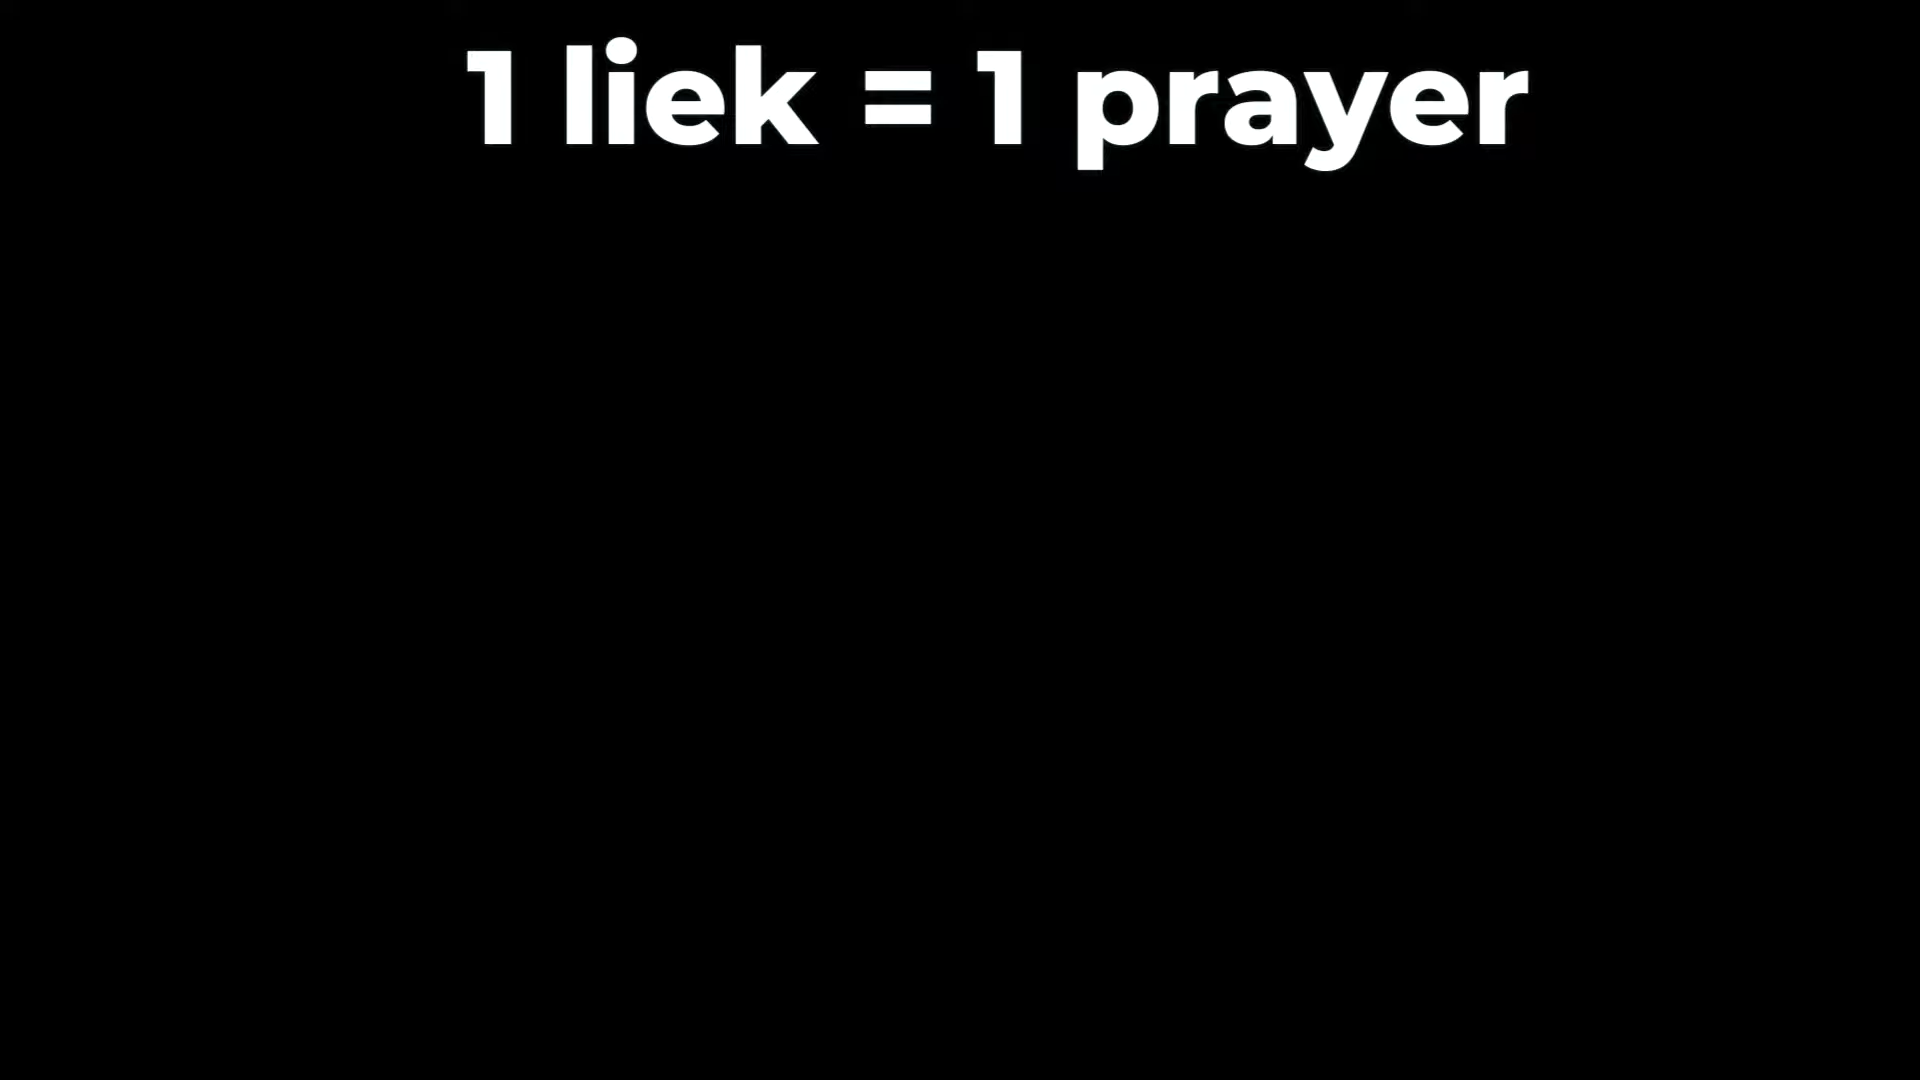 1 liek = 1 prayer